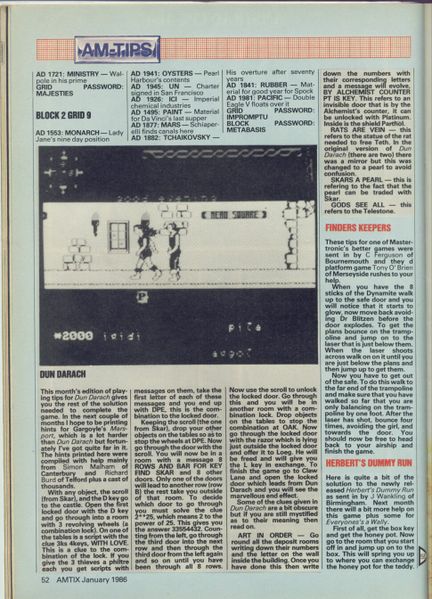 AM-TIPS
AD 1721: MINISTRY — Wal-
pole in his prime
GRID PASSWORD:
MAJESTIES
BLOCK 2 GRID 9
AD 1553: MONARCH — Lady
Jane's nine day position
AD 1941: OYSTERS — Pearl
Harbour's contents
AD 1945: UN — Charter
signed in San Francisco
AD 1926: ICI — Imperial
chemical industries
AD 1495: PAINT — Material
for Da Vinci's last supper
AD 1877: MARS — Schiaper-
elli finds canals here
AD 1882: TCHAIKOVSKY —
His overture after seventy
years
AD 1841: RUBBER — Mat-
erial for good year for Spock
AD 1981: PACIFIC — Double
Eagle V floats over it
GRID PASSWORD:
IMPROMPTU
BLOCK PASSWORD:
METABASIS
NERO SQUARE
*2000
DUN DARACH
This month's edition of play-
ing tips for Dun Darach gives
you the rest of the solution
needed to complete the
game. In the next couple of
months I hope to be printing
hints for Gargoyle's Mars-
port, which is a lot harder
than Dun Darach but fortun-
ately I've got quite far on it.
The hints printed here were
compiled with help mainly
from Simon Malham of
Canterbury and Richard
Burd of Telford plus a cast of
thousands.
With any object, the scroll
(from Skar), and the D key go
to the castle. Open the first
locked door with the D key
and go through into a room
with 3 revolving wheels (a
combination lock). On one of
the tables is a script with the
clue 3ks 4keys, WITH LOVE.
This is a clue to the com-
bination of the lock. If you
give the 3 thieves a philtre
each you get scripts with
messages on them, take the
first letter of each of these
messages and you end up
with DPE, this is the com-
bination to the locked door.
Keeping the scroll (the one
from Skar), drop your other
objects on the tables so as to
stop the wheels at DPE. Now
go through the door with the
scroll. You will now be in a
room with a message 8
ROWS AND BAR FOR KEY
FIND SKAR and 8 other
doors. Only one of the doors
will lead to another row (row
B) the rest take you outside
of that room. To decide
which door to go through
you must solve the clue
2**25, which means 2 to the
power of 25. This gives you
the answer 33554432. Count-
ing from the left, go through
the third door into the next
row and then through the
third door from the left again
and so on until you have
been through all 8 rows.
Now use the scroll to unlock
the locked door. Go through
this and you will be in
another room with a com-
bination lock. Drop objects
on the tables to stop the
combination at OAK. Now
go through the locked door
with the razor which is lying
just outside the locked door
and offer it to Loeg. He will
be freed and will give you
the L key in exchange. To
finish the game go to Claw
Lane and open the locked
door which leads from Dun
Darach and you will see the
marvellous end effect.
Some of the clues given in
Dun Darach are a bit obscure
but if you are still mystified
as to their meaning then
read on.
ART IN ORDER — Go
round all the deposit rooms
writing down their numbers
and the letter on the wall
inside the building. Once you
have done this then write
down the numbers with
their corresponding letters
and a message will evolve,
BY ALCHEMIST COUNTER
PT IS KEY. This refers to an
invisible door that is by the
Alchemist's counter, it can
be unlocked with Platinum.
Inside is the shield Parthol.
RATS ARE VEIN — this
refers to the statue of the rat
needed to free Teth. In the
original version of Dun
Darach (there are two) there
was a mirror but this was
changed to a pearl to avoid
confusion.
SKARS A PEARL — this is
refering to the fact that the
pearl can be traded with
Skar.
GODS SEE ALL — this
refers to the Telestone.
FINDERS KEEPERS
These tips for one of Master-
tronic's better games were
sent in by C Ferguson of
Bournemouth and they d
platform game Tony O' Brien
of Merseyside rushes to your
help.
When you have the 8
sticks of the Dynamite walk
up to the safe door and you
will notice that it starts to
glow, now move back avoid-
ing Dr Blitzen before the
door explodes. To get the
plans bounce on the tramp-
oline and jump on to the
laser that is just below them.
When the laser shoots
across walk on it until you
are just below the plans and
then jump up to get them.
Now you have to get out
of the safe. To do this walk to
the far end of the trampoline
and make sure that you have
walked so far that you are
only balancing on the tram-
poline by one foot. After the
laser has shot, bounce four
times, avoiding the girl, and
towards the door. You
should now be free to head
back to your airship and
finish the game.
HERBERT'S DUMMY RUN
Here is quite a bit of the
solution to the newly rel-
eased Herbert's Dummy Run
as sent in by J Wankling of
Birmingham. Next month
there will a bit more help on
this game plus some for
Everyones's a Wally.
First of all, get the box key
and get the honey pot. Now
go to the room that you start
off in and jump up on to the
box. This will spring you up
to where you can exchange
the honey pot for the teddy.
52 AMTIX January 1986